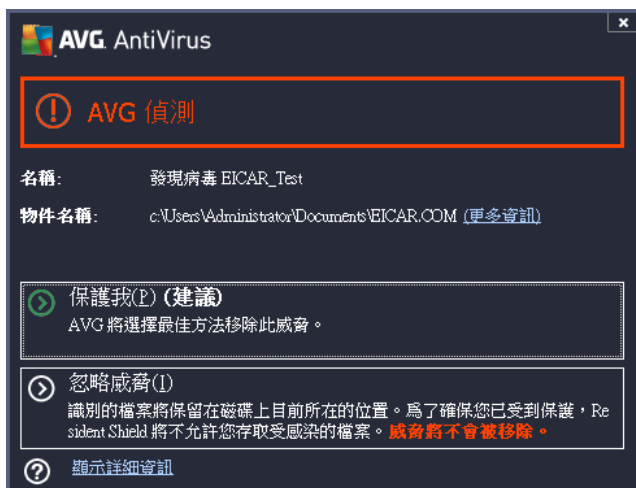 AVG. AntiVirus
AVG 偵測
名稱: 發現病毒 EICAR_Test
物件名稱: c:\Users\Administrator\Documents\EICAR.COM (更多資訊)
保護我(P) (建議)
AVG 將選擇最佳方法移除此威脅。
忽略威脅(I)
識別的檔案將保留在磁碟上目前所在的位置。為了確保您已受到保護，Re
sident Shield 將不允許您存取受感染的檔案。威脅將不會被移除。
顯示詳細資訊